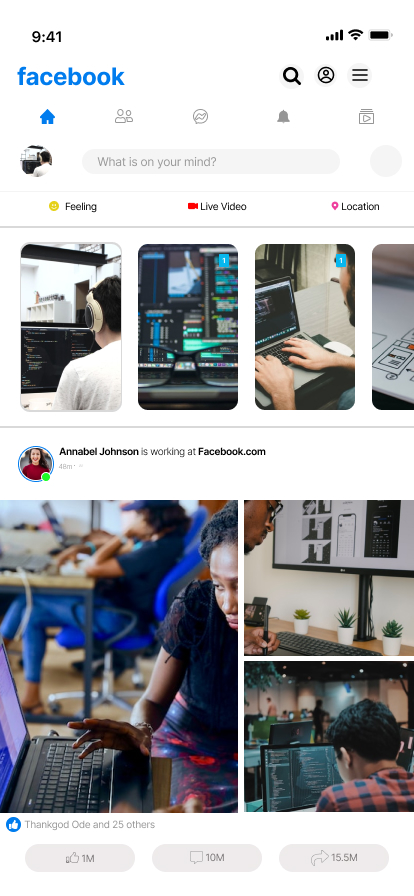 9:41
facebook
What is on your mind?
Feeling
Live Video
Location
1
1
Annabel Johnson is working at Facebook.com
46m
Thankgod Ode and 25 others
1M
10M
15.5M